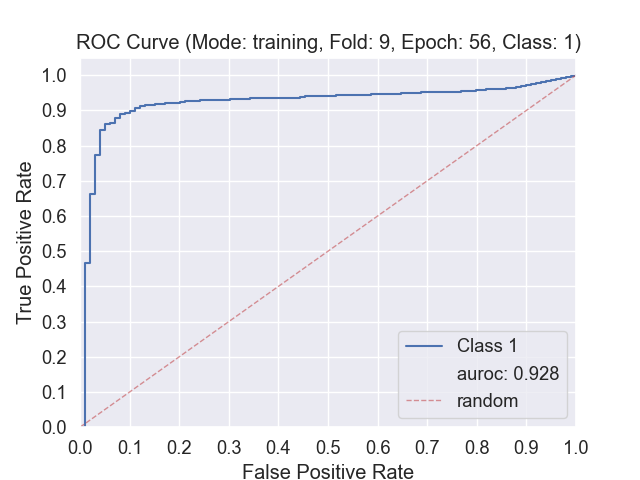 ROC Curve (Mode: training, Fold: 9, Epoch: 56, Class: 1)
1.0
0.9
0.8
0.7
0.6
0.5
0.4
0.3
0.2
0.1
0.0
True Positive Rate
Class 1
auroc: 0.928
random
0.0 0.1 0.2 0.3 0.4 0.5 0.6 0.7 0.8 0.9 1.0
False Positive Rate